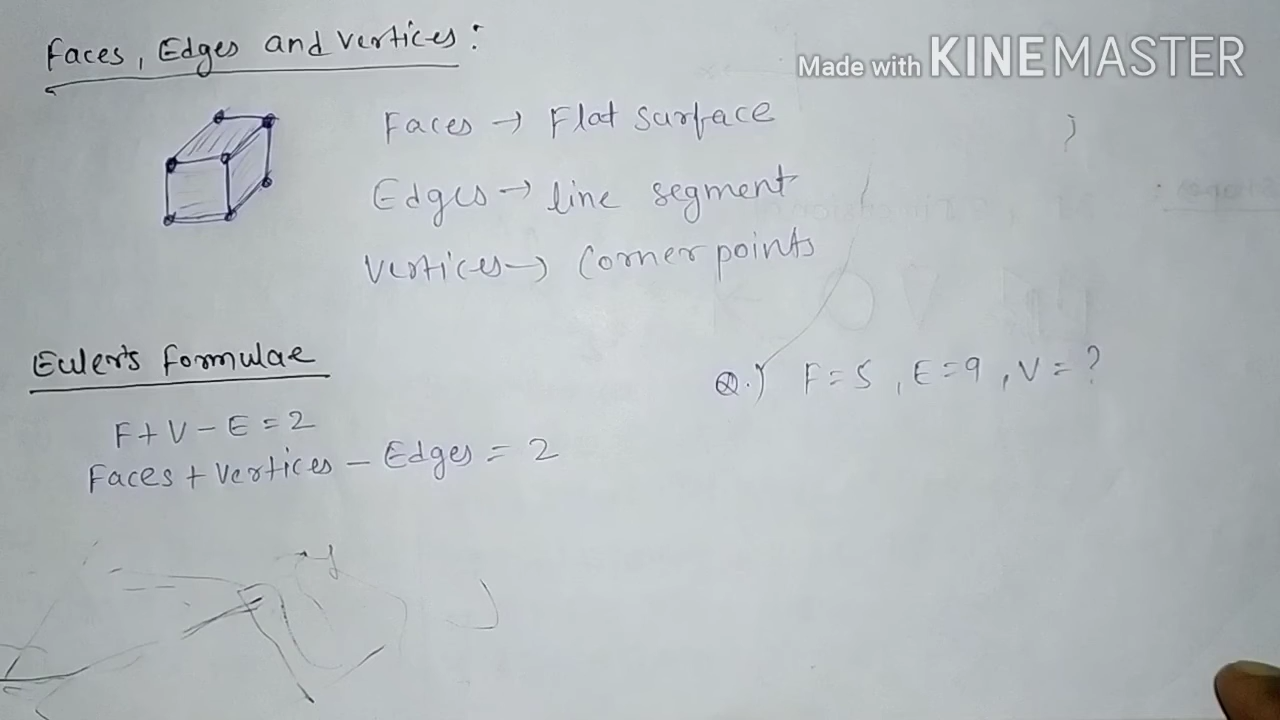 Faces, Edges and vertices:
Made with KINEMASTER
Faces → Flat surface
Edges → line segment
Vertices → Corner points
Euler's formulae
Q.) F = 5, E = 9, V = ?
F + V - E = 2
Faces + Vertices - Edges = 2